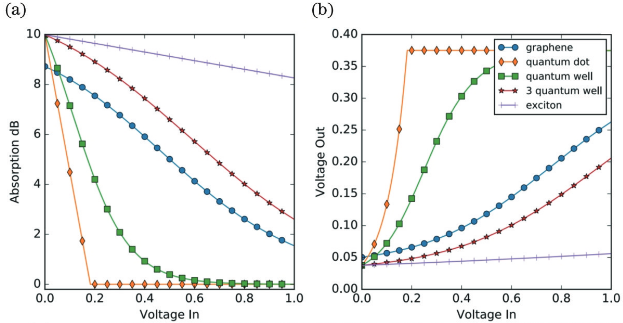 (a)
(b)
10
8
6
4
2
0
Absorption dB
0.0
0.2
0.4
0.6
0.8
1.0
Voltage In
0.40
0.35
0.30
0.25
0.20
0.15
0.10
0.05
0.00
Voltage Out
graphene
quantum dot
quantum well
3 quantum well
exciton
0.0
0.2
0.4
0.6
0.8
1.0
Voltage In